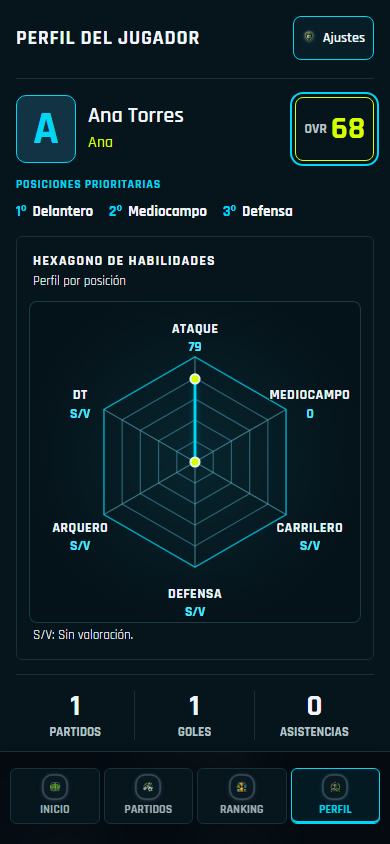 PERFIL DEL JUGADOR
Ajustes
A
Ana Torres
Ana
OVR 68
POSICIONES PRIORITARIAS
1º Delantero 2º Mediocampo 3º Defensa
HEXAGONO DE HABILIDADES
Perfil por posición
ATAQUE
79
DT
S/V
MEDIOCAMPO
0
ARQUERO
S/V
CARRILERO
S/V
DEFENSA
S/V
S/V: Sin valoración.
1
PARTIDOS
1
GOLES
0
ASISTENCIAS
INICIO
PARTIDOS
RANKING
PERFIL